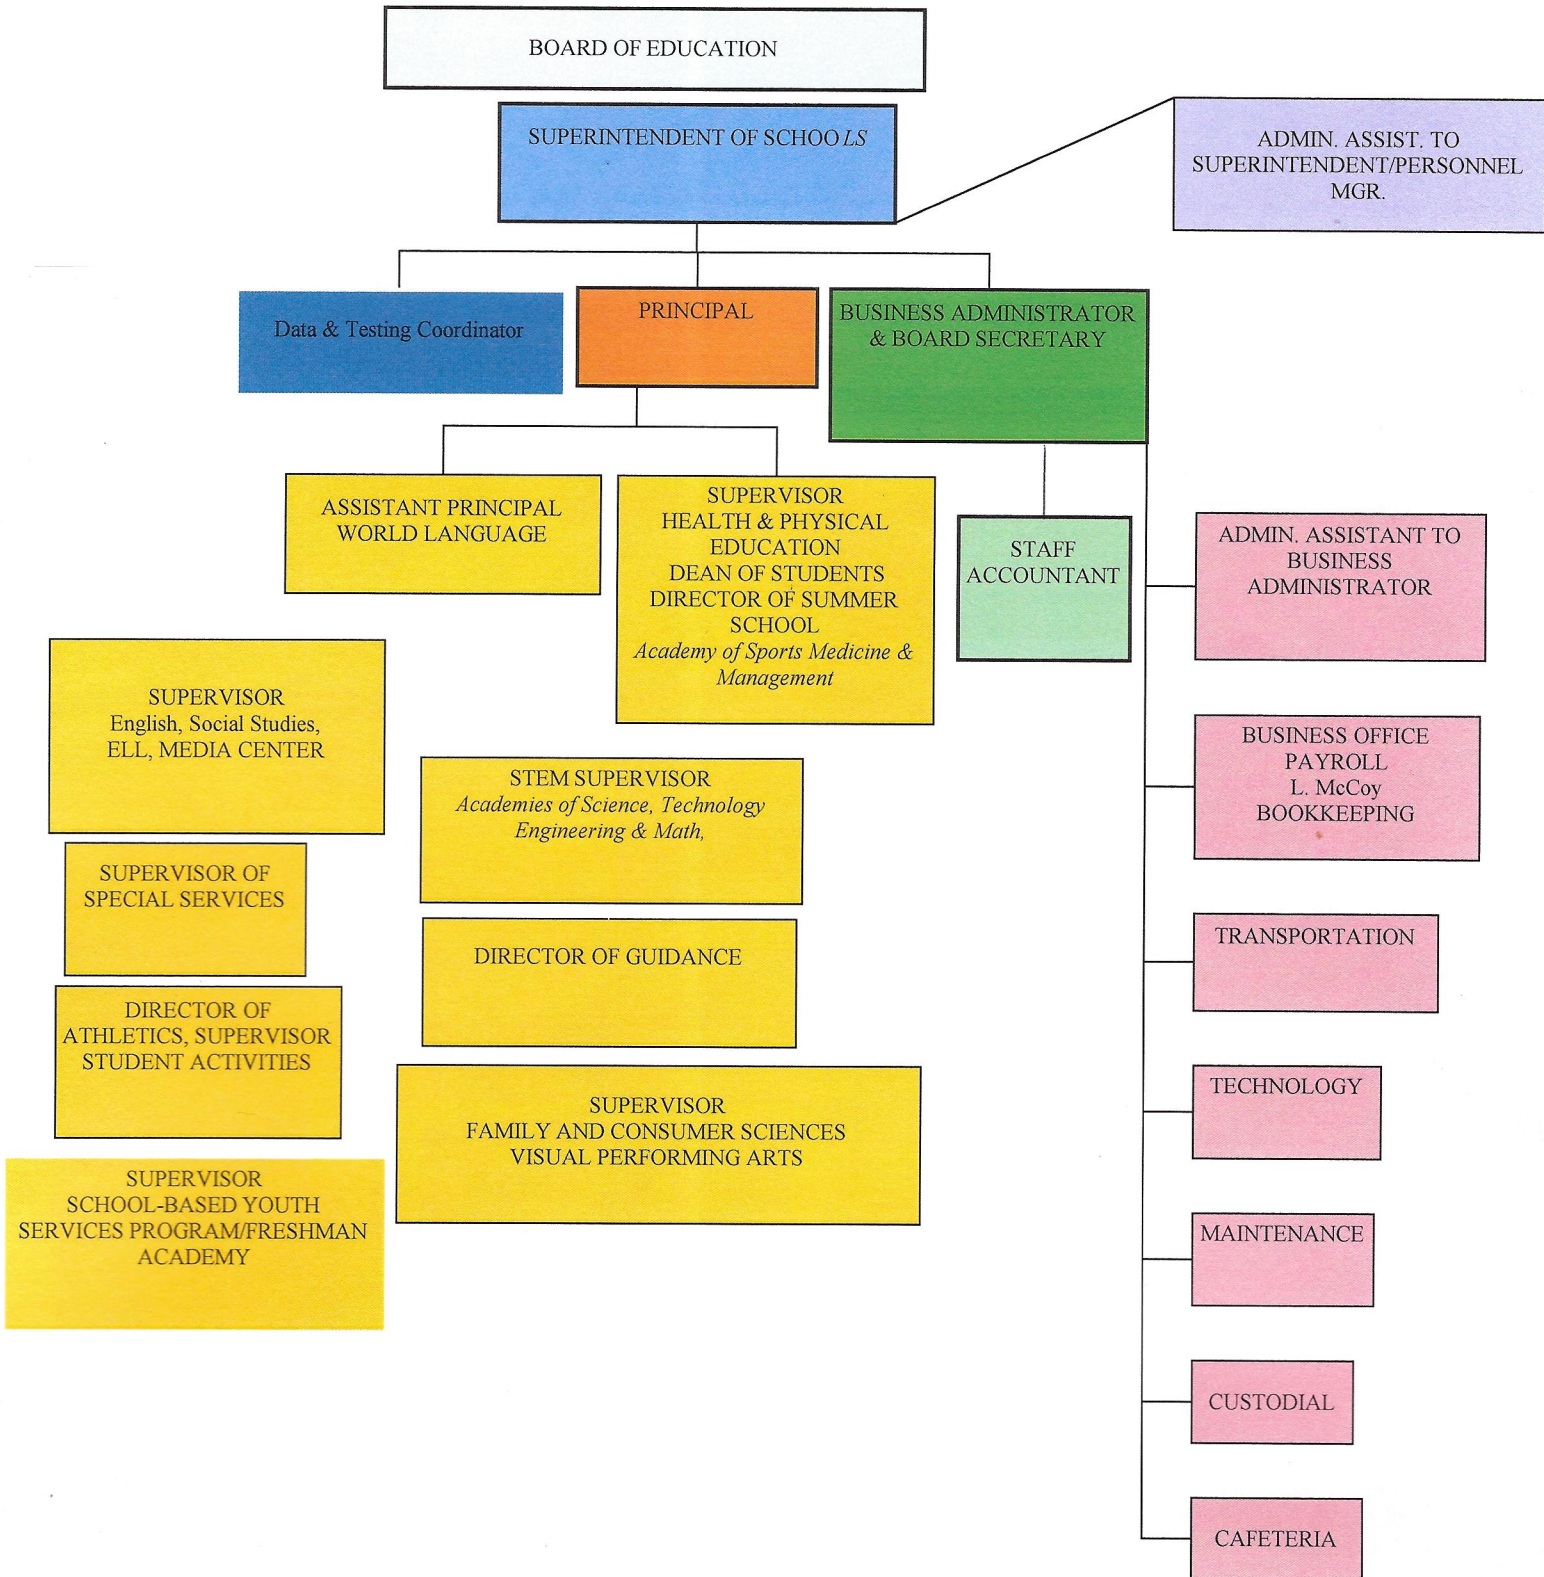 BOARD OF EDUCATION
SUPERINTENDENT OF SCHOOLS
ADMIN. ASSIST. TO
SUPERINTENDENT/PERSONNEL
MGR.
Data & Testing Coordinator
PRINCIPAL
BUSINESS ADMINISTRATOR
& BOARD SECRETARY
ASSISTANT PRINCIPAL
WORLD LANGUAGE
SUPERVISOR
HEALTH & PHYSICAL
EDUCATION
DEAN OF STUDENTS
DIRECTOR OF SUMMER
SCHOOL
Academy of Sports Medicine &
Management
STAFF
ACCOUNTANT
ADMIN. ASSISTANT TO
BUSINESS
ADMINISTRATOR
SUPERVISOR
English, Social Studies,
ELL, MEDIA CENTER
STEM SUPERVISOR
Academies of Science, Technology
Engineering & Math,
BUSINESS OFFICE
PAYROLL
L. McCoy
BOOKKEEPING
SUPERVISOR OF
SPECIAL SERVICES
DIRECTOR OF GUIDANCE
TRANSPORTATION
DIRECTOR OF
ATHLETICS, SUPERVISOR
STUDENT ACTIVITIES
SUPERVISOR
FAMILY AND CONSUMER SCIENCES
VISUAL PERFORMING ARTS
TECHNOLOGY
SUPERVISOR
SCHOOL-BASED YOUTH
SERVICES PROGRAM/FRESHMAN
ACADEMY
MAINTENANCE
CUSTODIAL
CAFETERIA